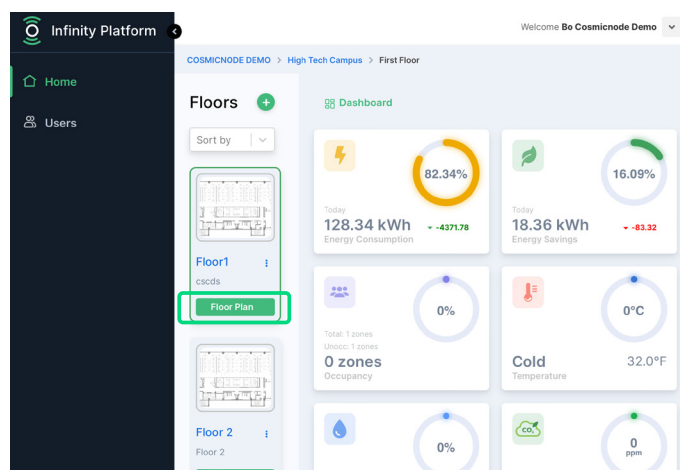 Infinity Platform
Welcome Bo Cosmicnode Demo
COSMICNODE DEMO > High Tech Campus > First Floor
Home
Users
Floors
Sort by
Floor1
cscds
Floor Plan
Floor 2
Floor 2
Dashboard
82.34%
Today
128.34 kWh
-4371.78
Energy Consumption
16.09%
Today
18.36 kWh
-83.32
Energy Savings
0%
Total: 1 zones
Unocc: 1 zones
0 zones
Occupancy
0°C
Cold
32.0°F
Temperature
0%
CO₂
0
ppm